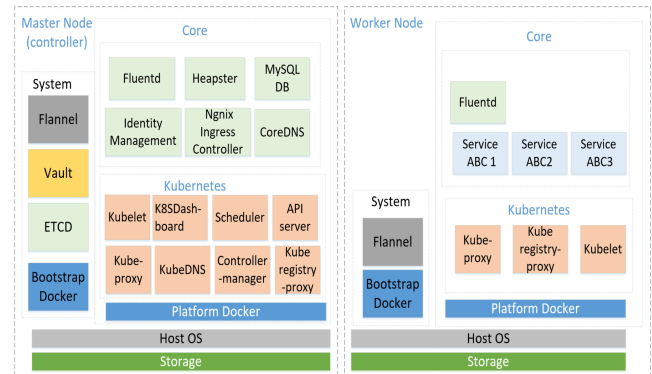 Master Node
(controller)
Core
System
Flannel
Vault
ETCD
Bootstrap
Docker
Fluentd
Heapster
MySQL
DB
Identity
Management
Ngnix
Ingress
Controller
CoreDNS
Kubernetes
Kubelet
K8SDash-
board
Scheduler
API
server
Kube-
proxy
KubeDNS
Controller
-manager
Kube
registry
-proxy
Platform Docker
Host OS
Storage
Worker Node
Core
Fluentd
Service
ABC 1
Service
ABC2
Service
ABC3
System
Flannel
Bootstrap
Docker
Kubernetes
Kube-
proxy
Kube
registry-
proxy
Kubelet
Platform Docker
Host OS
Storage